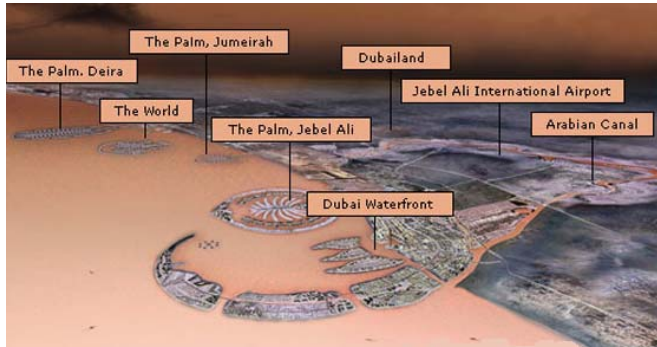 The Palm, Jumeirah
The Palm. Deira
Dubailand
Jebel Ali International Airport
The World
The Palm, Jebel Ali
Arabian Canal
Dubai Waterfront